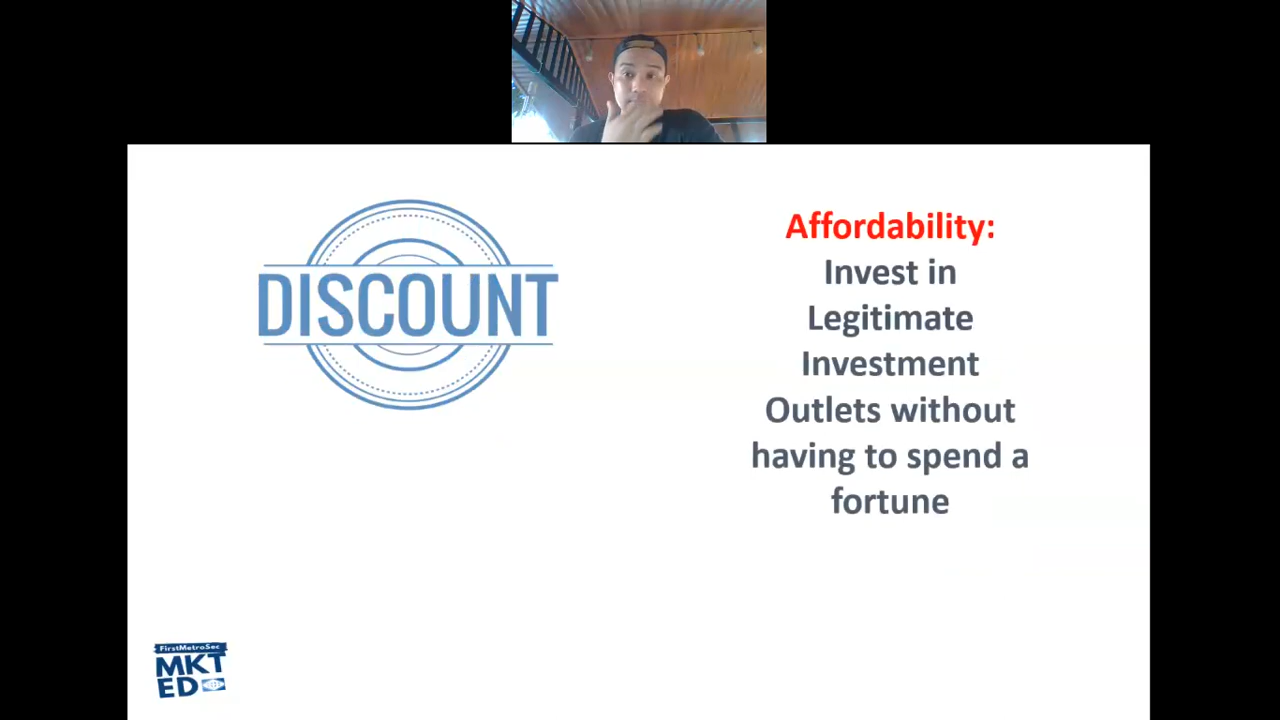 DISCOUNT
Affordability:
Invest in
Legitimate
Investment
Outlets without
having to spend a
fortune
FirstMetroSec
MKT
ED